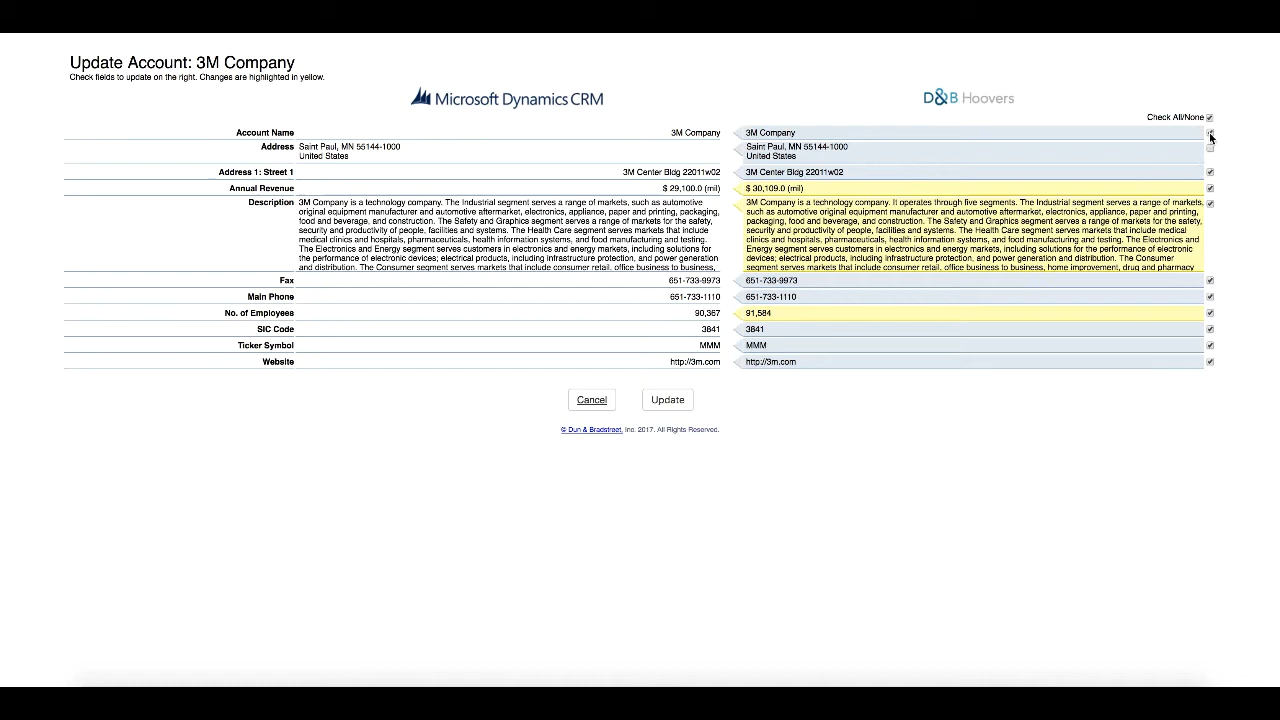 Update Account: 3M Company
Check fields to update on the right. Changes are highlighted in yellow.
Microsoft Dynamics CRM
D&B Hoovers
Check All/None
Account Name 3M Company 3M Company
Address Saint Paul, MN 55144-1000 Saint Paul, MN 55144-1000
United States United States
Address 1: Street 1 3M Center Bldg 22011w02 3M Center Bldg 22011w02
Annual Revenue $ 29,100.0 (mil) $ 30,109.0 (mil)
Description
3M Company is a technology company. The Industrial segment serves a range of markets, such as automotive
original equipment manufacturer and automotive aftermarket, electronics, appliance, paper and printing, packaging,
food and beverage, and construction. The Safety and Graphics segment serves a range of markets for the safety,
security and productivity of people, facilities and systems. The Health Care segment serves markets that include
medical clinics and hospitals, pharmaceuticals, health information systems, and food manufacturing and testing.
The Electronics and Energy segment serves customers in electronics and energy markets, including solutions for
the performance of electronic devices; electrical products, including infrastructure protection, and power generation
and distribution. The Consumer segment serves markets that include consumer retail, office business to business,
3M Company is a technology company. It operates through five segments. The Industrial segment serves a range of markets,
such as automotive original equipment manufacturer and automotive aftermarket, electronics, appliance, paper and printing,
packaging, food and beverage, and construction. The Safety and Graphics segment serves a range of markets for the safety,
security and productivity of people, facilities and systems. The Health Care segment serves markets that include medical
clinics and hospitals, pharmaceuticals, health information systems, and food manufacturing and testing. The Electronics and
Energy segment serves customers in electronics and energy markets, including solutions for the performance of electronic
devices; electrical products, including infrastructure protection, and power generation and distribution. The Consumer
segment serves markets that include consumer retail, office business to business, home improvement, drug and pharmacy
Fax 651-733-9973 651-733-9973
Main Phone 651-733-1110 651-733-1110
No. of Employees 90,367 91,584
SIC Code 3841 3841
Ticker Symbol MMM MMM
Website http://3m.com http://3m.com
Cancel Update
© Dun & Bradstreet, Inc. 2017. All Rights Reserved.